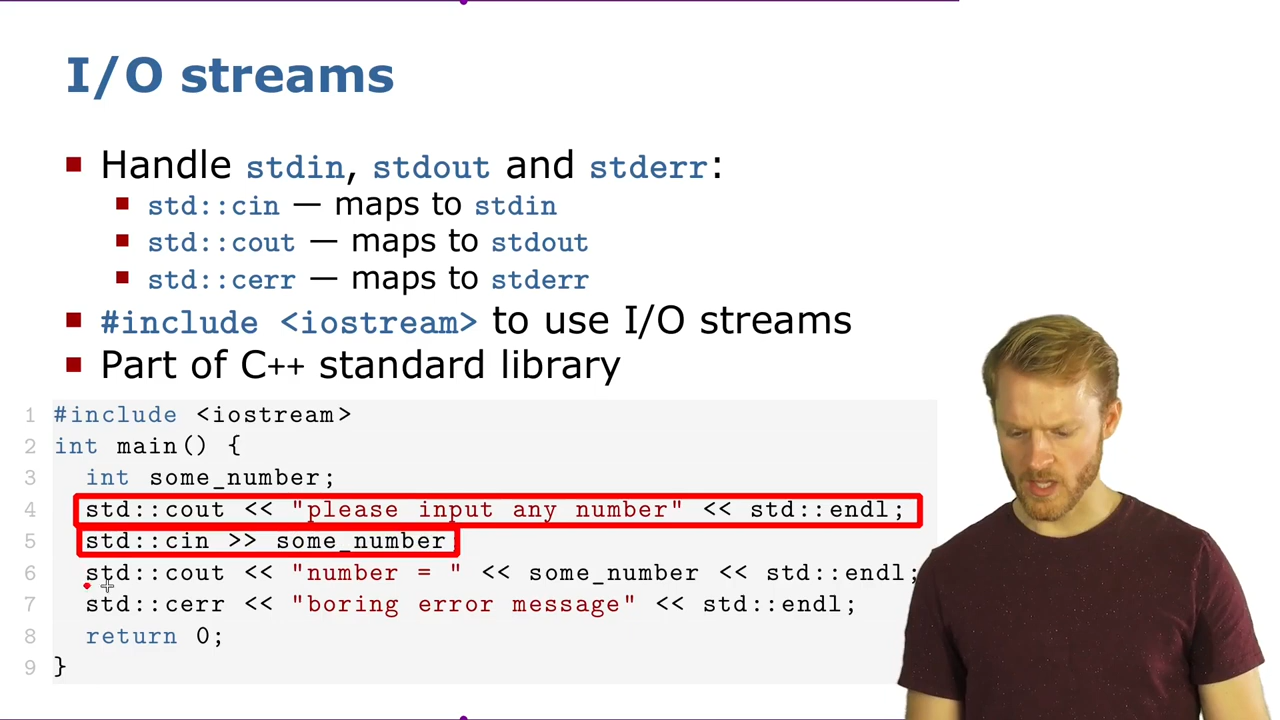 I/O streams
Handle stdin, stdout and stderr:
std::cin — maps to stdin
std::cout — maps to stdout
std::cerr — maps to stderr
#include <iostream> to use I/O streams
Part of C++ standard library
1 #include <iostream>
2 int main() {
3 int some_number;
4 std::cout << "please input any number" << std::endl;
5 std::cin >> some_number
6 std::cout << "number = " << some_number << std::endl;
7 std::cerr << "boring error message" << std::endl;
8 return 0;
9 }